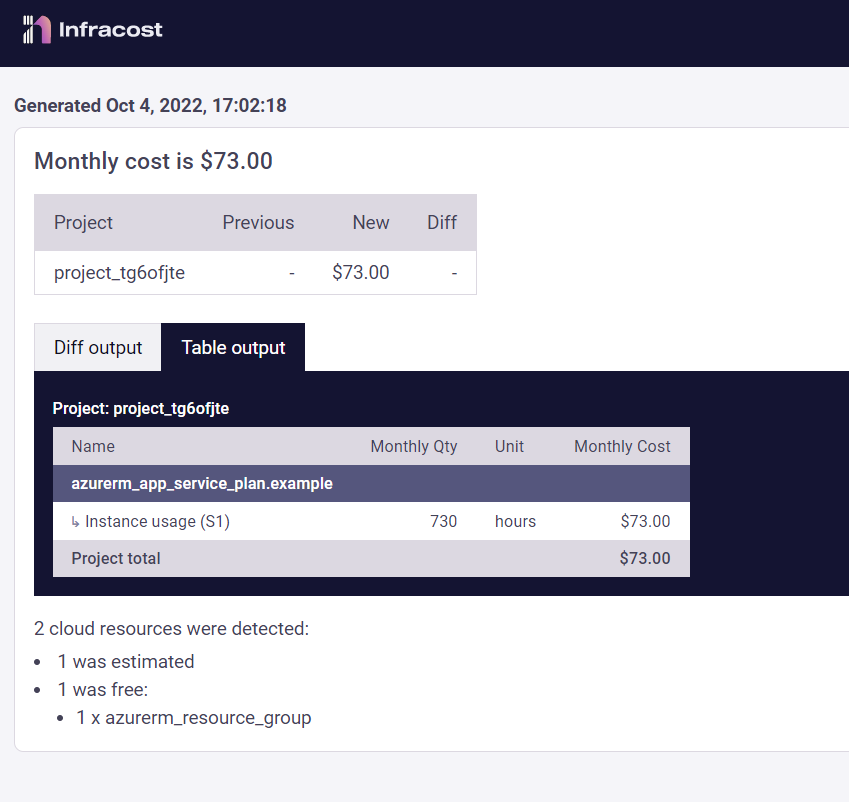 Infracost
Generated Oct 4, 2022, 17:02:18
Monthly cost is $73.00
Project Previous New Diff
project_tg6ofjte - $73.00 -
Diff output Table output
Project: project_tg6ofjte
Name Monthly Qty Unit Monthly Cost
azurerm_app_service_plan.example
↳ Instance usage (S1) 730 hours $73.00
Project total $73.00
2 cloud resources were detected:
• 1 was estimated
• 1 was free:
• 1 x azurerm_resource_group